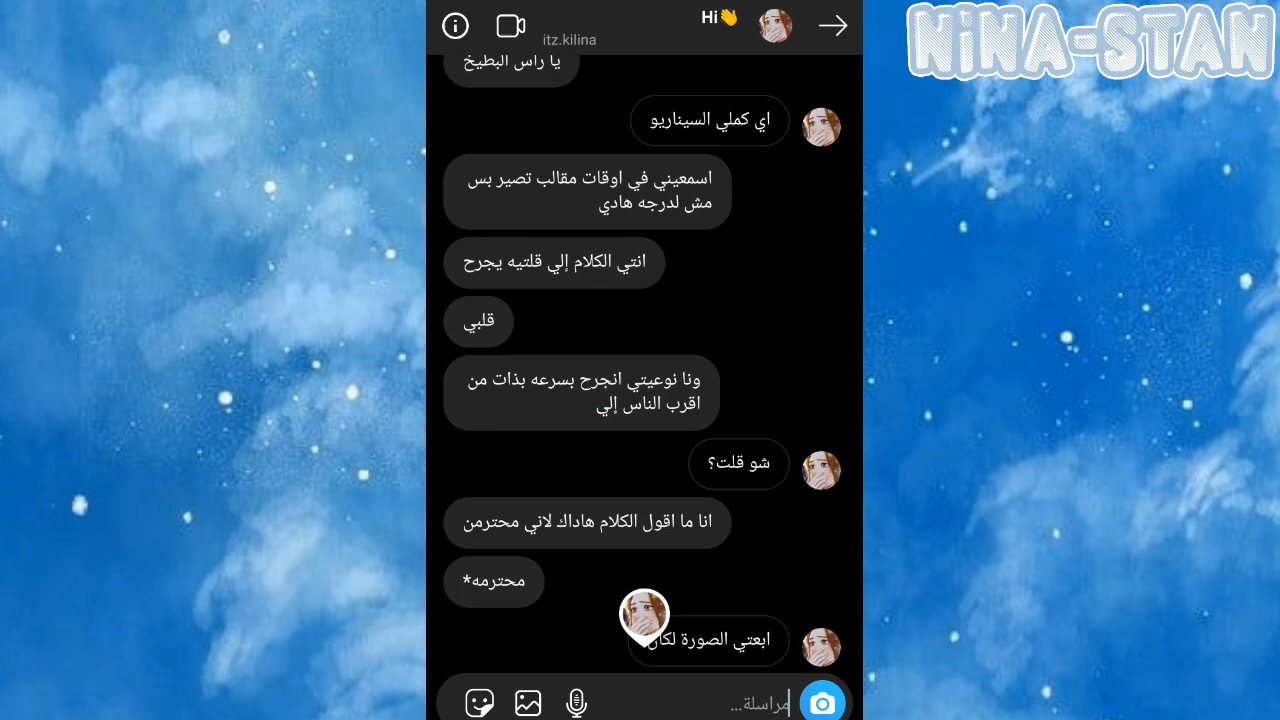 Hi👋
itz.kilina
NiNA-STAN
يا راس البطيخ
اي كملي السيناريو
اسمعيني في اوقات مقالب تصير بس
مش لدرجه هادي
انتي الكلام إلي قلتيه يجرح
قلبي
ونا نوعيتي انجرح بسرعه بذات من
اقرب الناس إلي
شو قلت؟
انا ما اقول الكلام هاداك لاني محترمن
محترمه*
ابعتي الصورة
مراسلة...